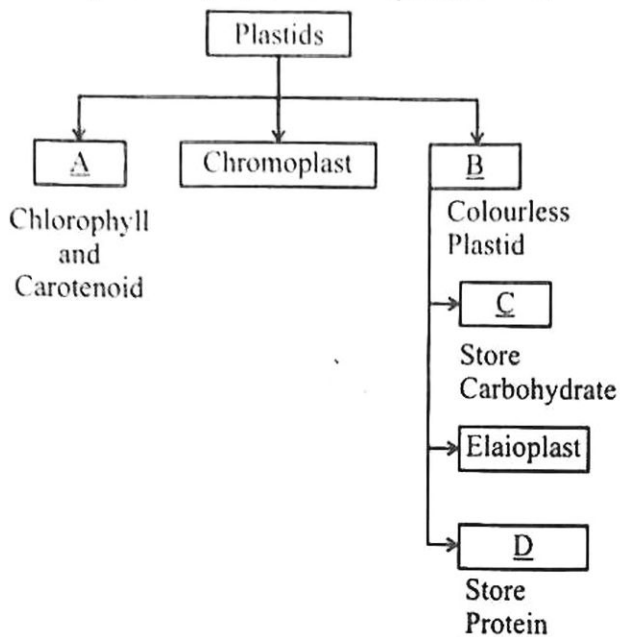 Plastids
A
Chromoplast
B
Chlorophyll
and
Carotenoid
Colourless
Plastid
C
Store
Carbohydrate
Elaioplast
D
Store
Protein